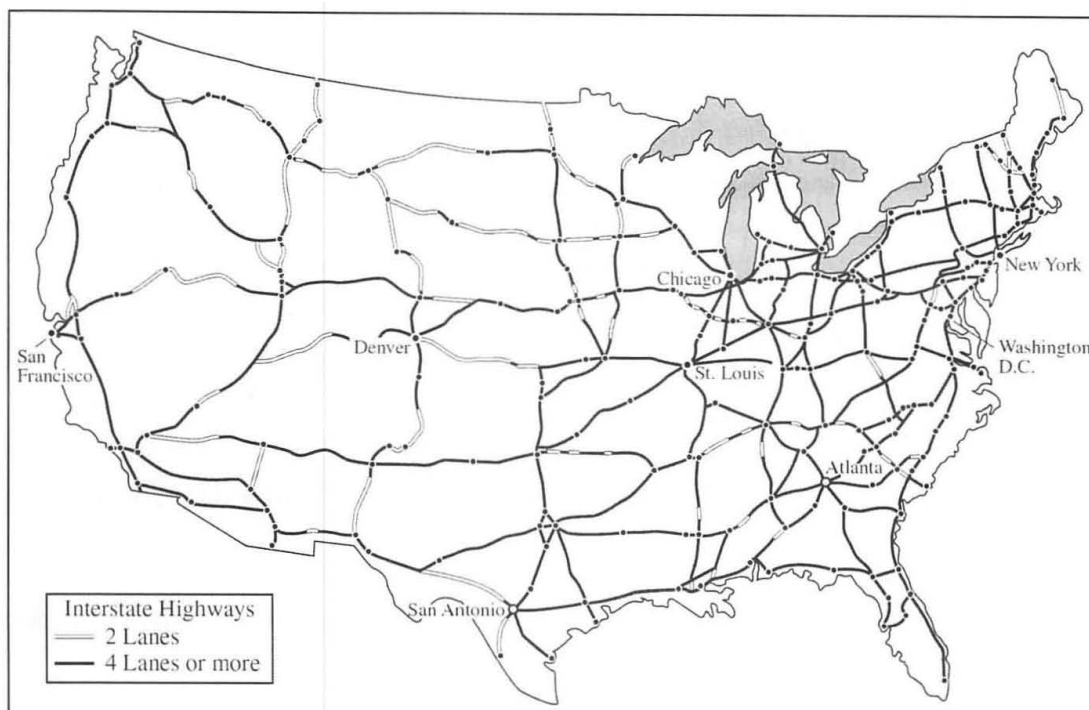 Chicago
New York
San
Francisco
Denver
St. Louis
Washington
D.C.
Atlanta
San Antonio
Interstate Highways
2 Lanes
4 Lanes or more